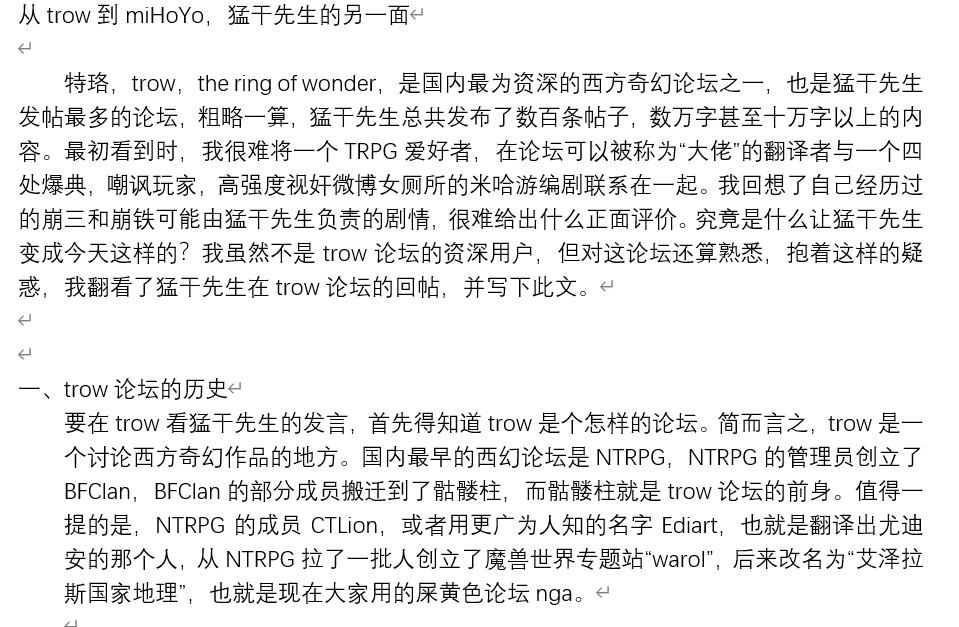 从 trow 到 miHoYo，猛干先生的另一面
特珞，trow，the ring of wonder，是国内最为资深的西方奇幻论坛之一，也是猛干先生
发帖最多的论坛，粗略一算，猛干先生总共发布了数百条帖子，数万字甚至十万字以上的内
容。最初看到时，我很难将一个 TRPG 爱好者，在论坛可以被称为“大佬”的翻译者与一个四
处爆典，嘲讽玩家，高强度视奸微博女厕所的米哈游编剧联系在一起。我回想了自己经历过
的崩三和崩铁可能由猛干先生负责的剧情，很难给出什么正面评价。究竟是什么让猛干先生
变成今天这样的？我虽然不是 trow 论坛的资深用户，但对这论坛还算熟悉，抱着这样的疑
惑，我翻看了猛干先生在 trow 论坛的回帖，并写下此文。
一、trow 论坛的历史
要在 trow 看猛干先生的发言，首先得知道 trow 是个怎样的论坛。简而言之，trow 是一
个讨论西方奇幻作品的地方。国内最早的西幻论坛是 NTRPG，NTRPG 的管理员创立了
BFClan，BFClan 的部分成员搬迁到了骷髅柱，而骷髅柱就是 trow 论坛的前身。值得一
提的是，NTRPG 的成员 CTLion，或者用更广为人知的名字 Ediart，也就是翻译出尤迪
安的那个人，从 NTRPG 拉了一批人创立了魔兽世界专题站“warol”，后来改名为“艾泽拉
斯国家地理”，也就是现在大家用的屎黄色论坛 nga。